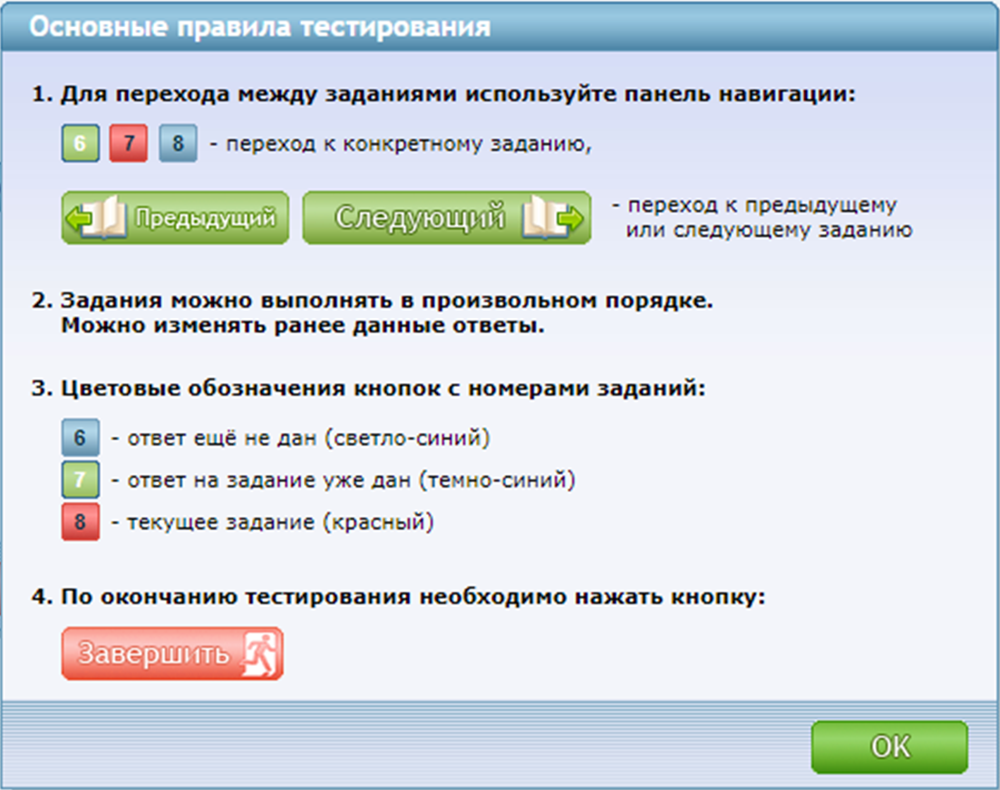 Основные правила тестирования
1. Для перехода между заданиями используйте панель навигации:
6 7 8 - переход к конкретному заданию,
Предыдущий Следующий - переход к предыдущему
или следующему заданию
2. Задания можно выполнять в произвольном порядке.
Можно изменять ранее данные ответы.
3. Цветовые обозначения кнопок с номерами заданий:
6 - ответ ещё не дан (светло-синий)
7 - ответ на задание уже дан (темно-синий)
8 - текущее задание (красный)
4. По окончанию тестирования необходимо нажать кнопку:
Завершить
OK